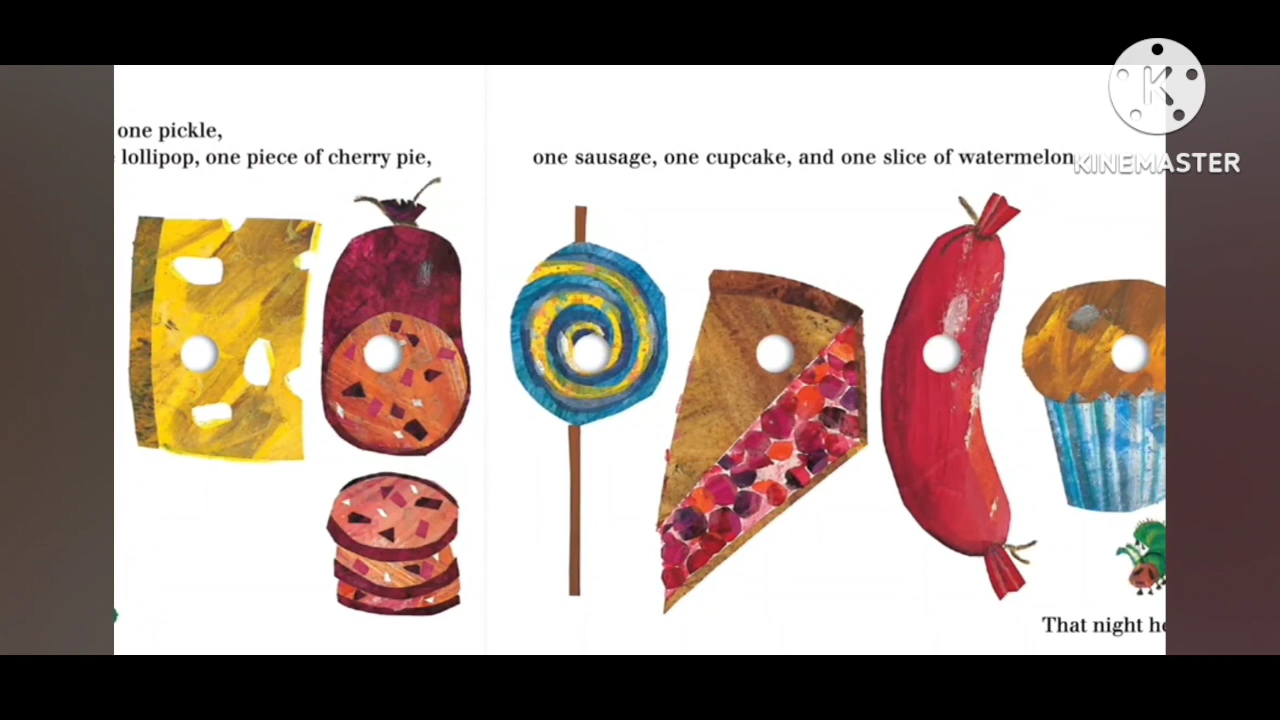 one pickle,
lollipop, one piece of cherry pie,
one sausage, one cupcake, and one slice of watermelon
That night he
K
KINEMASTER